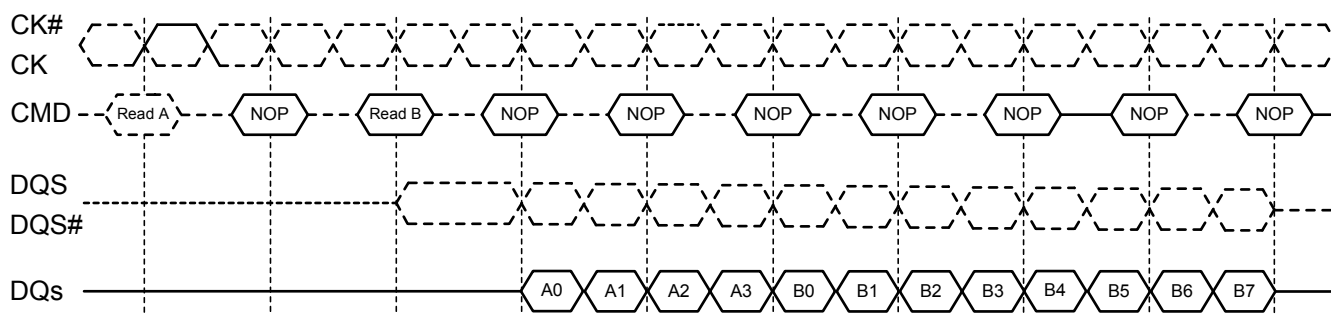 CK#
CK
CMD Read A NOP Read B NOP NOP NOP NOP NOP NOP NOP
DQS
DQS#
DQs A0 A1 A2 A3 B0 B1 B2 B3 B4 B5 B6 B7